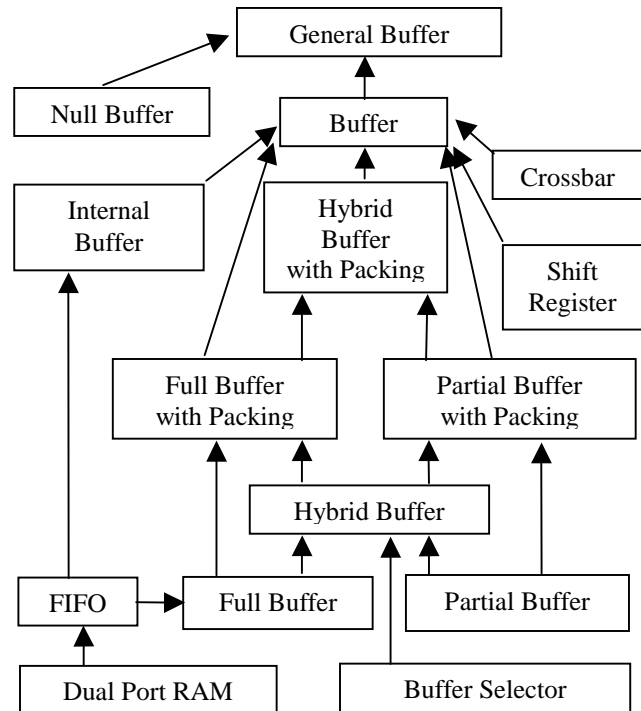 General Buffer
Null Buffer
Buffer
Crossbar
Internal
Buffer
Hybrid
Buffer
with Packing
Shift
Register
Full Buffer
with Packing
Partial Buffer
with Packing
Hybrid Buffer
FIFO
Full Buffer
Partial Buffer
Dual Port RAM
Buffer Selector